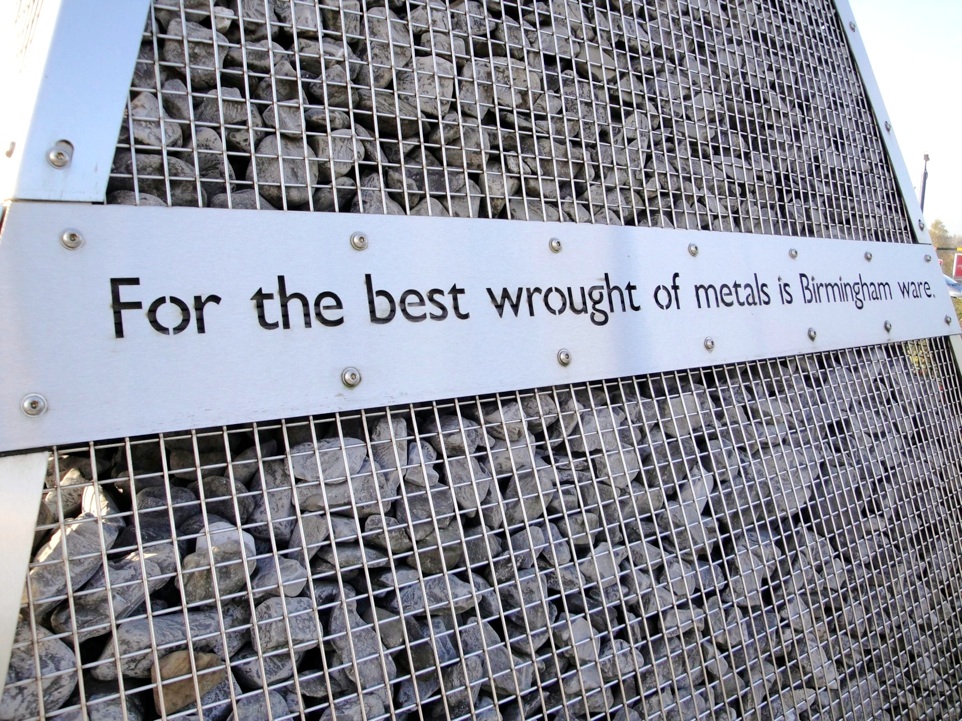 For the best wrought of metals is Birmingham ware.